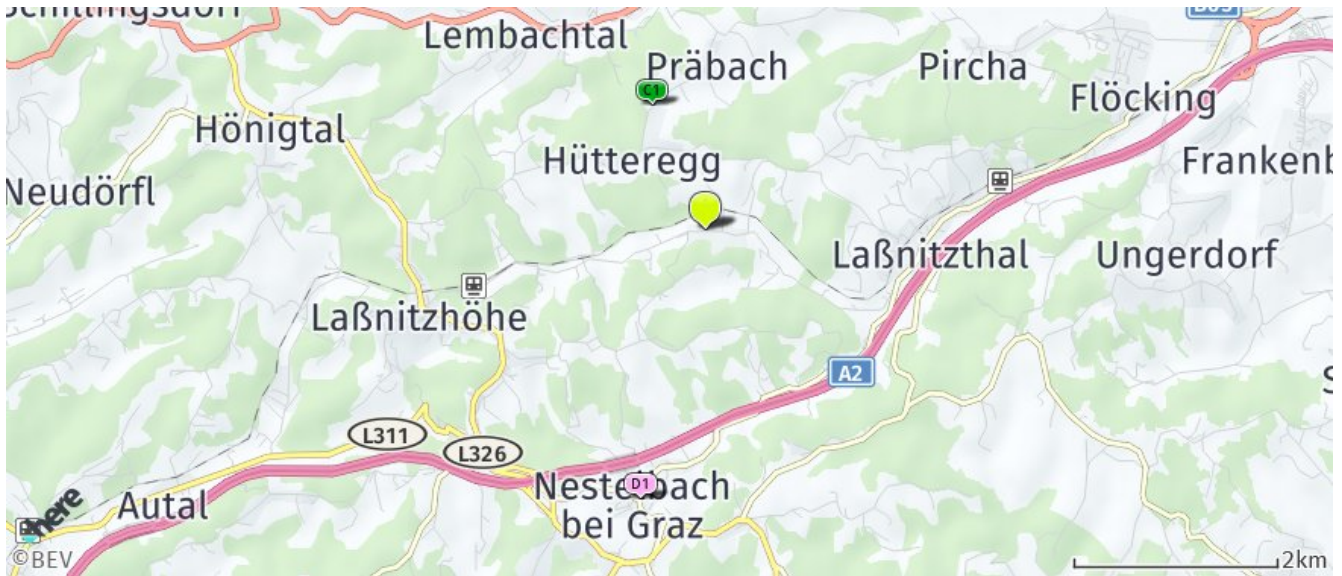 Lembachtal
Präbach
Pircha
C1
Flöcking
Hönigtal
Hütteregg
Neudörfl
Laßnitzthal
Ungerdorf
Laßnitzhöhe
A2
L311
L326
Nestelbach
bei Graz
D1
Autal
here
©BEV
2km